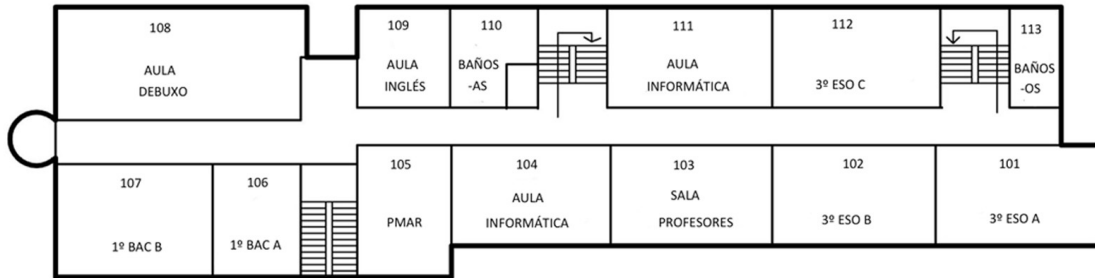 108
AULA
DEBUXO
109
AULA
INGLÉS
110
BAÑOS
-AS
111
AULA
INFORMÁTICA
112
3º ESO C
113
BAÑOS
-OS
107
1º BAC B
106
1º BAC A
105
PMAR
104
AULA
INFORMÁTICA
103
SALA
PROFESORES
102
3º ESO B
101
3º ESO A